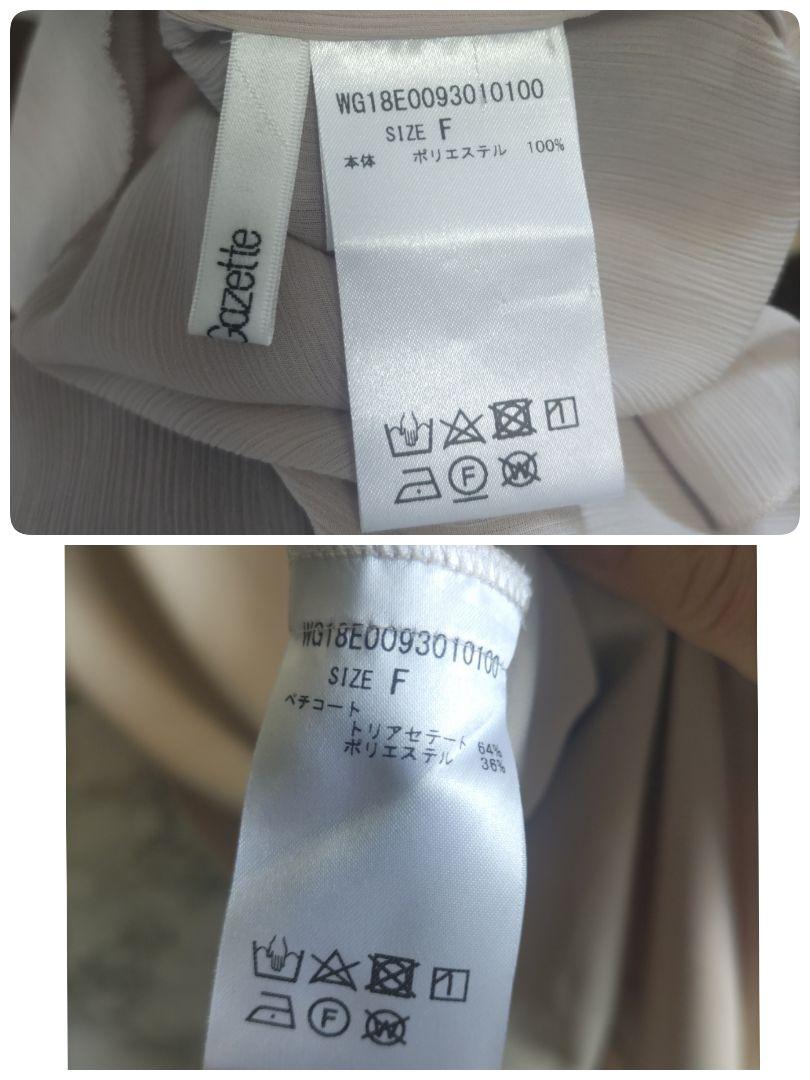 Gazette
WG18E0093010100
SIZE F
本体 ポリエステル 100%
F
W
WG18E0093010100
SIZE F
ペチコート
トリアセテート 64%
ポリエステル 36%
F
W